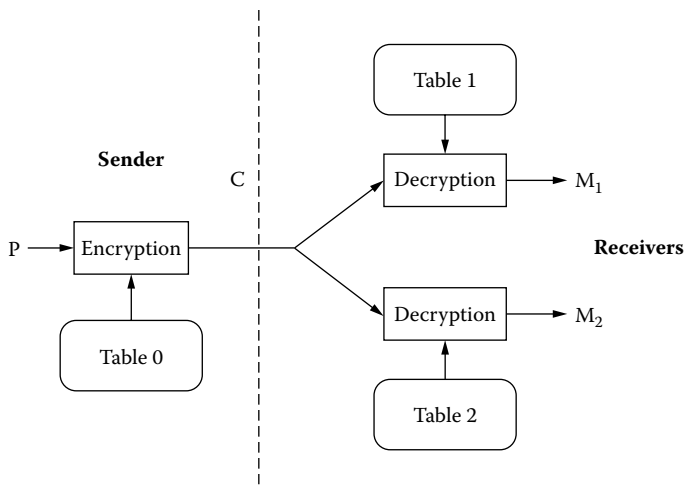 Table 1
Sender
C
Decryption
M₁
P
Encryption
Receivers
Decryption
M₂
Table 0
Table 2